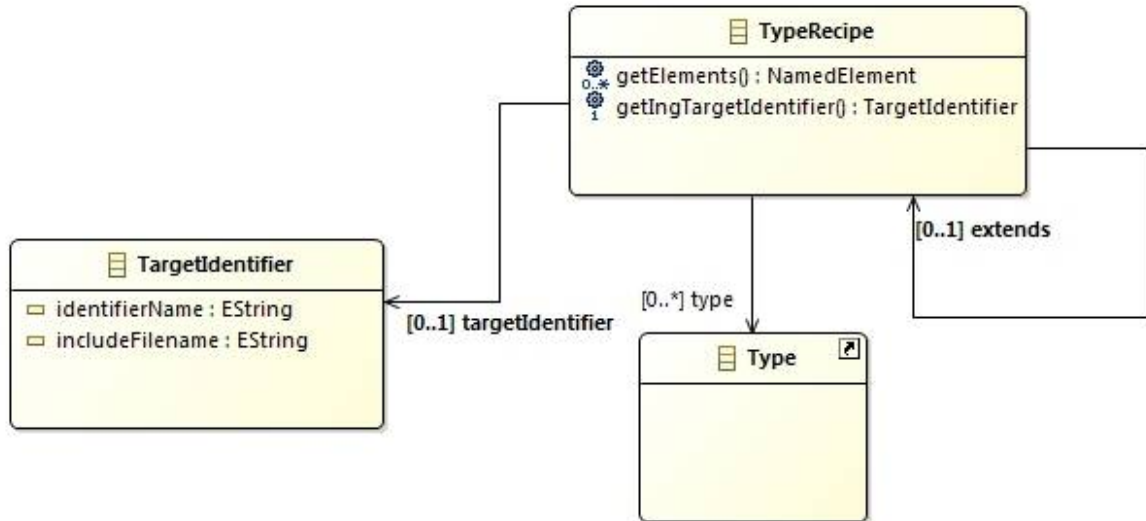 TypeRecipe
0..* getElements() : NamedElement
1 getIngTargetIdentifier() : TargetIdentifier
[0..1] extends
TargetIdentifier
identifierName : EString
includeFilename : EString
[0..1] targetIdentifier
[0..*] type
Type